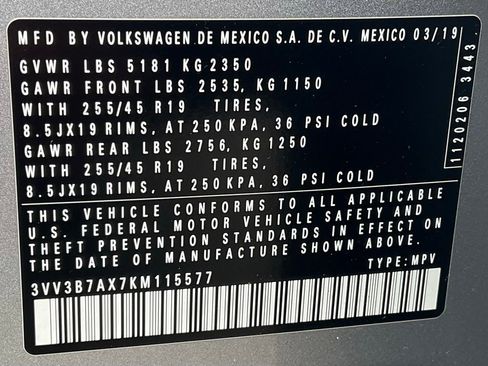 MFD BY VOLKSWAGEN DE MEXICO S.A. DE C.V. MEXICO 03/19
GVWR LBS 5181 KG 2350
GAWR FRONT LBS 2535, KG 1150
WITH 255/45 R19 TIRES,
8.5JX19 RIMS, AT 250 KPA, 36 PSI COLD
GAWR REAR LBS 2756, KG 1250
WITH 255/45 R19 TIRES,
8.5JX19 RIMS, AT 250 KPA, 36 PSI COLD
1120206 3443
THIS VEHICLE CONFORMS TO ALL APPLICABLE
U.S. FEDERAL MOTOR VEHICLE SAFETY AND
THEFT PREVENTION STANDARDS IN EFFECT ON
THE DATE OF MANUFACTURE SHOWN ABOVE.
3VV3B7AX7KM115577 TYPE: MPV